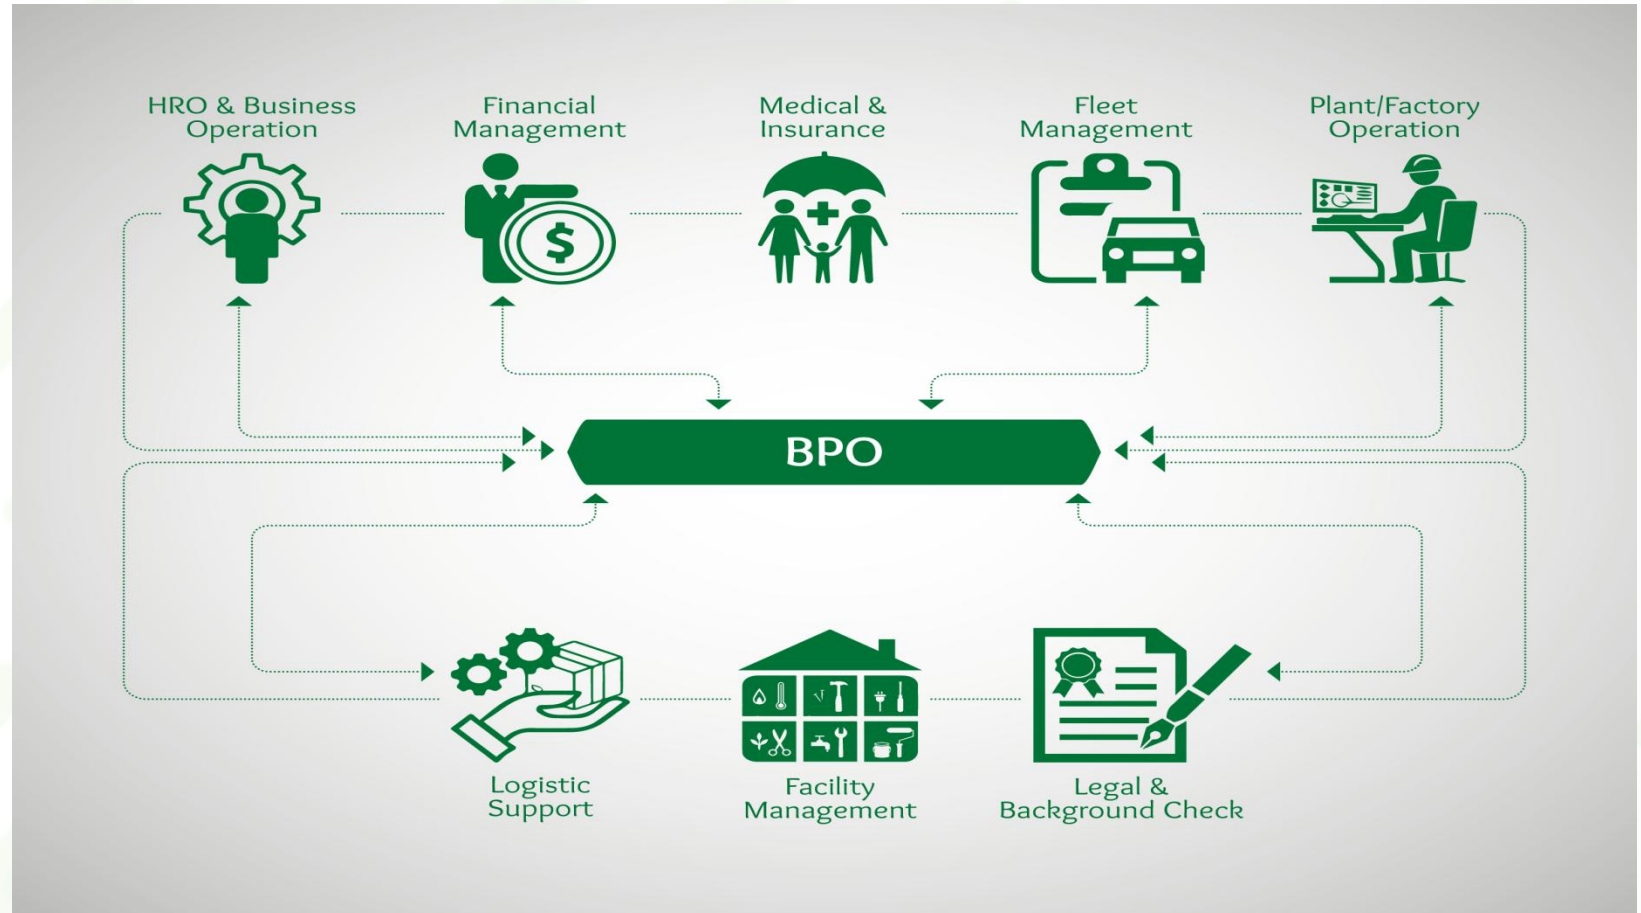 HRO & Business
Operation
Financial
Management
Medical &
Insurance
Fleet
Management
Plant/Factory
Operation
$
BPO
Logistic
Support
Facility
Management
Legal &
Background Check